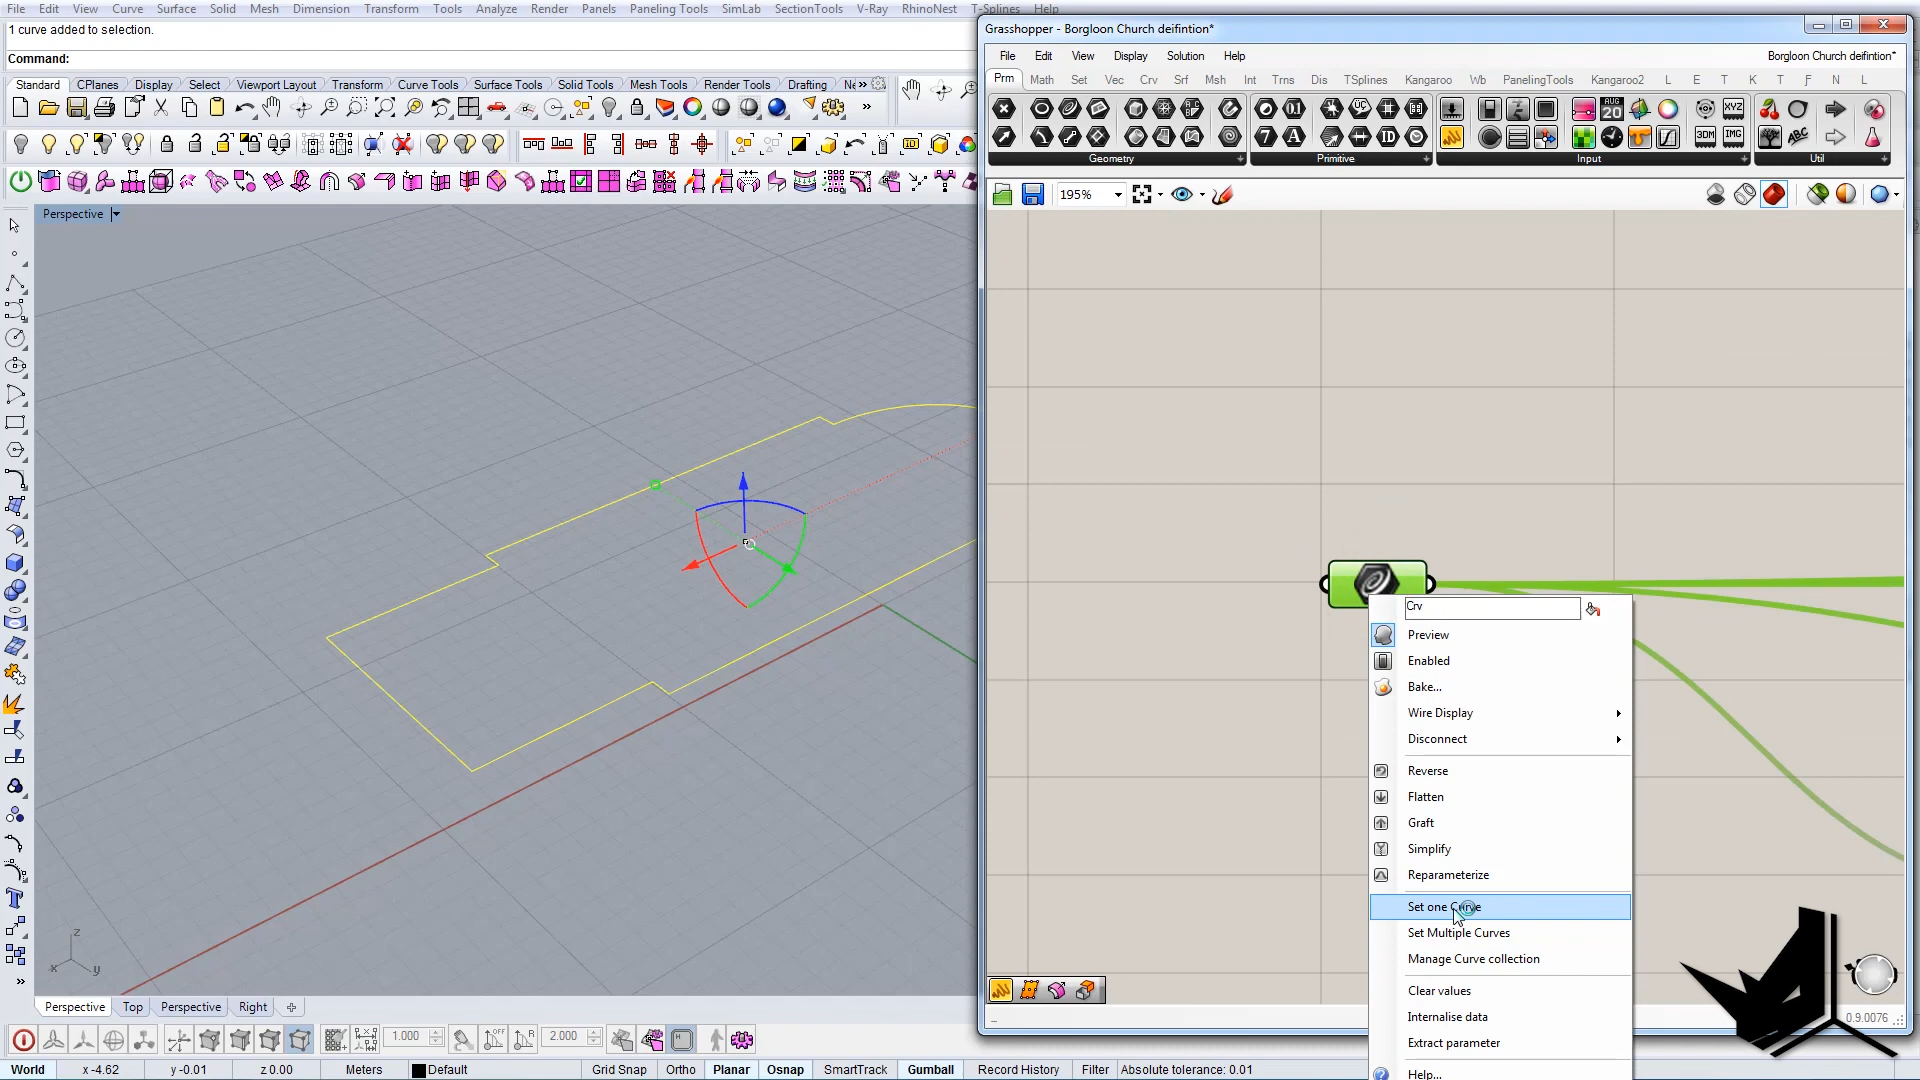 File Edit View Curve Surface Solid Mesh Dimension Transform Tools Analyze Render Panels Paneling Tools SimLab SectionTools V-Ray RhinoNest T-Splines Help
1 curve added to selection.
Command:
Standard CPlanes Display Select Viewport Layout Transform Curve Tools Surface Tools Solid Tools Mesh Tools Render Tools Drafting
Perspective
Grasshopper - Borgloon Church deifintion*
File Edit View Display Solution Help Borgloon Church deifintion*
Prm Math Set Vec Crv Srf Msh Int Trns Dis TSplines Kangaroo Wb PanelingTools Kangaroo2 L E T K T F N L
Geometry Primitive Input Util
195%
Crv
Preview
Enabled
Bake...
Wire Display
Disconnect
Reverse
Flatten
Graft
Simplify
Reparameterize
Set one Curve
Set Multiple Curves
Manage Curve collection
Clear values
Internalise data
Extract parameter
Help...
0.9.0076
z
x y
Perspective Top Perspective Right
1.000 2.000
World x -4.62 y -0.01 z 0.00 Meters Default Grid Snap Ortho Planar Osnap SmartTrack Gumball Record History Filter Absolute tolerance: 0.01